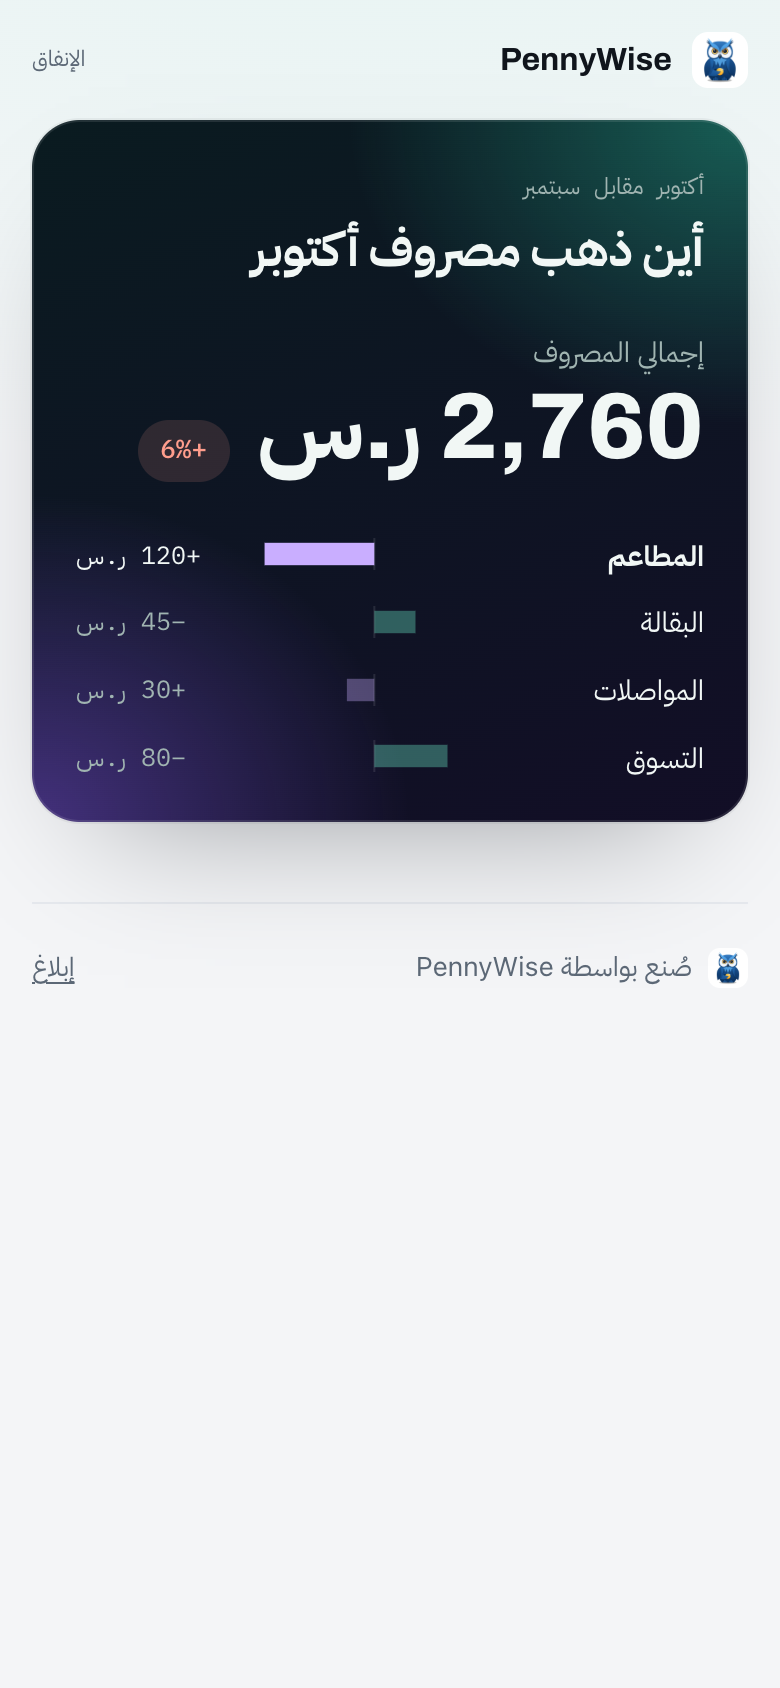 PennyWise
الإنفاق
أكتوبر مقابل سبتمبر
أين ذهب مصروف أكتوبر
إجمالي المصروف
2,760 ر.س
+6%
المطاعم +120 ر.س
البقالة −45 ر.س
المواصلات +30 ر.س
التسوق −80 ر.س
صُنع بواسطة PennyWise
إبلاغ